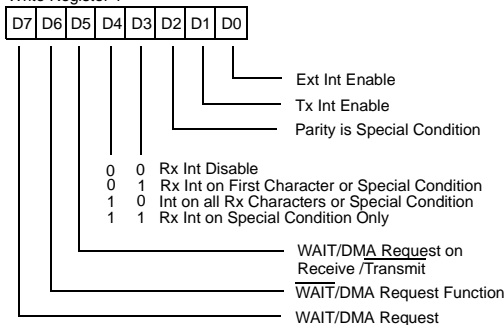 D7 D6 D5 D4 D3 D2 D1 D0
Ext Int Enable
Tx Int Enable
Parity is Special Condition
0 0 Rx Int Disable
0 1 Rx Int on First Character or Special Condition
1 0 Int on all Rx Characters or Special Condition
1 1 Rx Int on Special Condition Only
WAIT/DMA Request on
Receive /Transmit
WAIT/DMA Request Function
WAIT/DMA Request